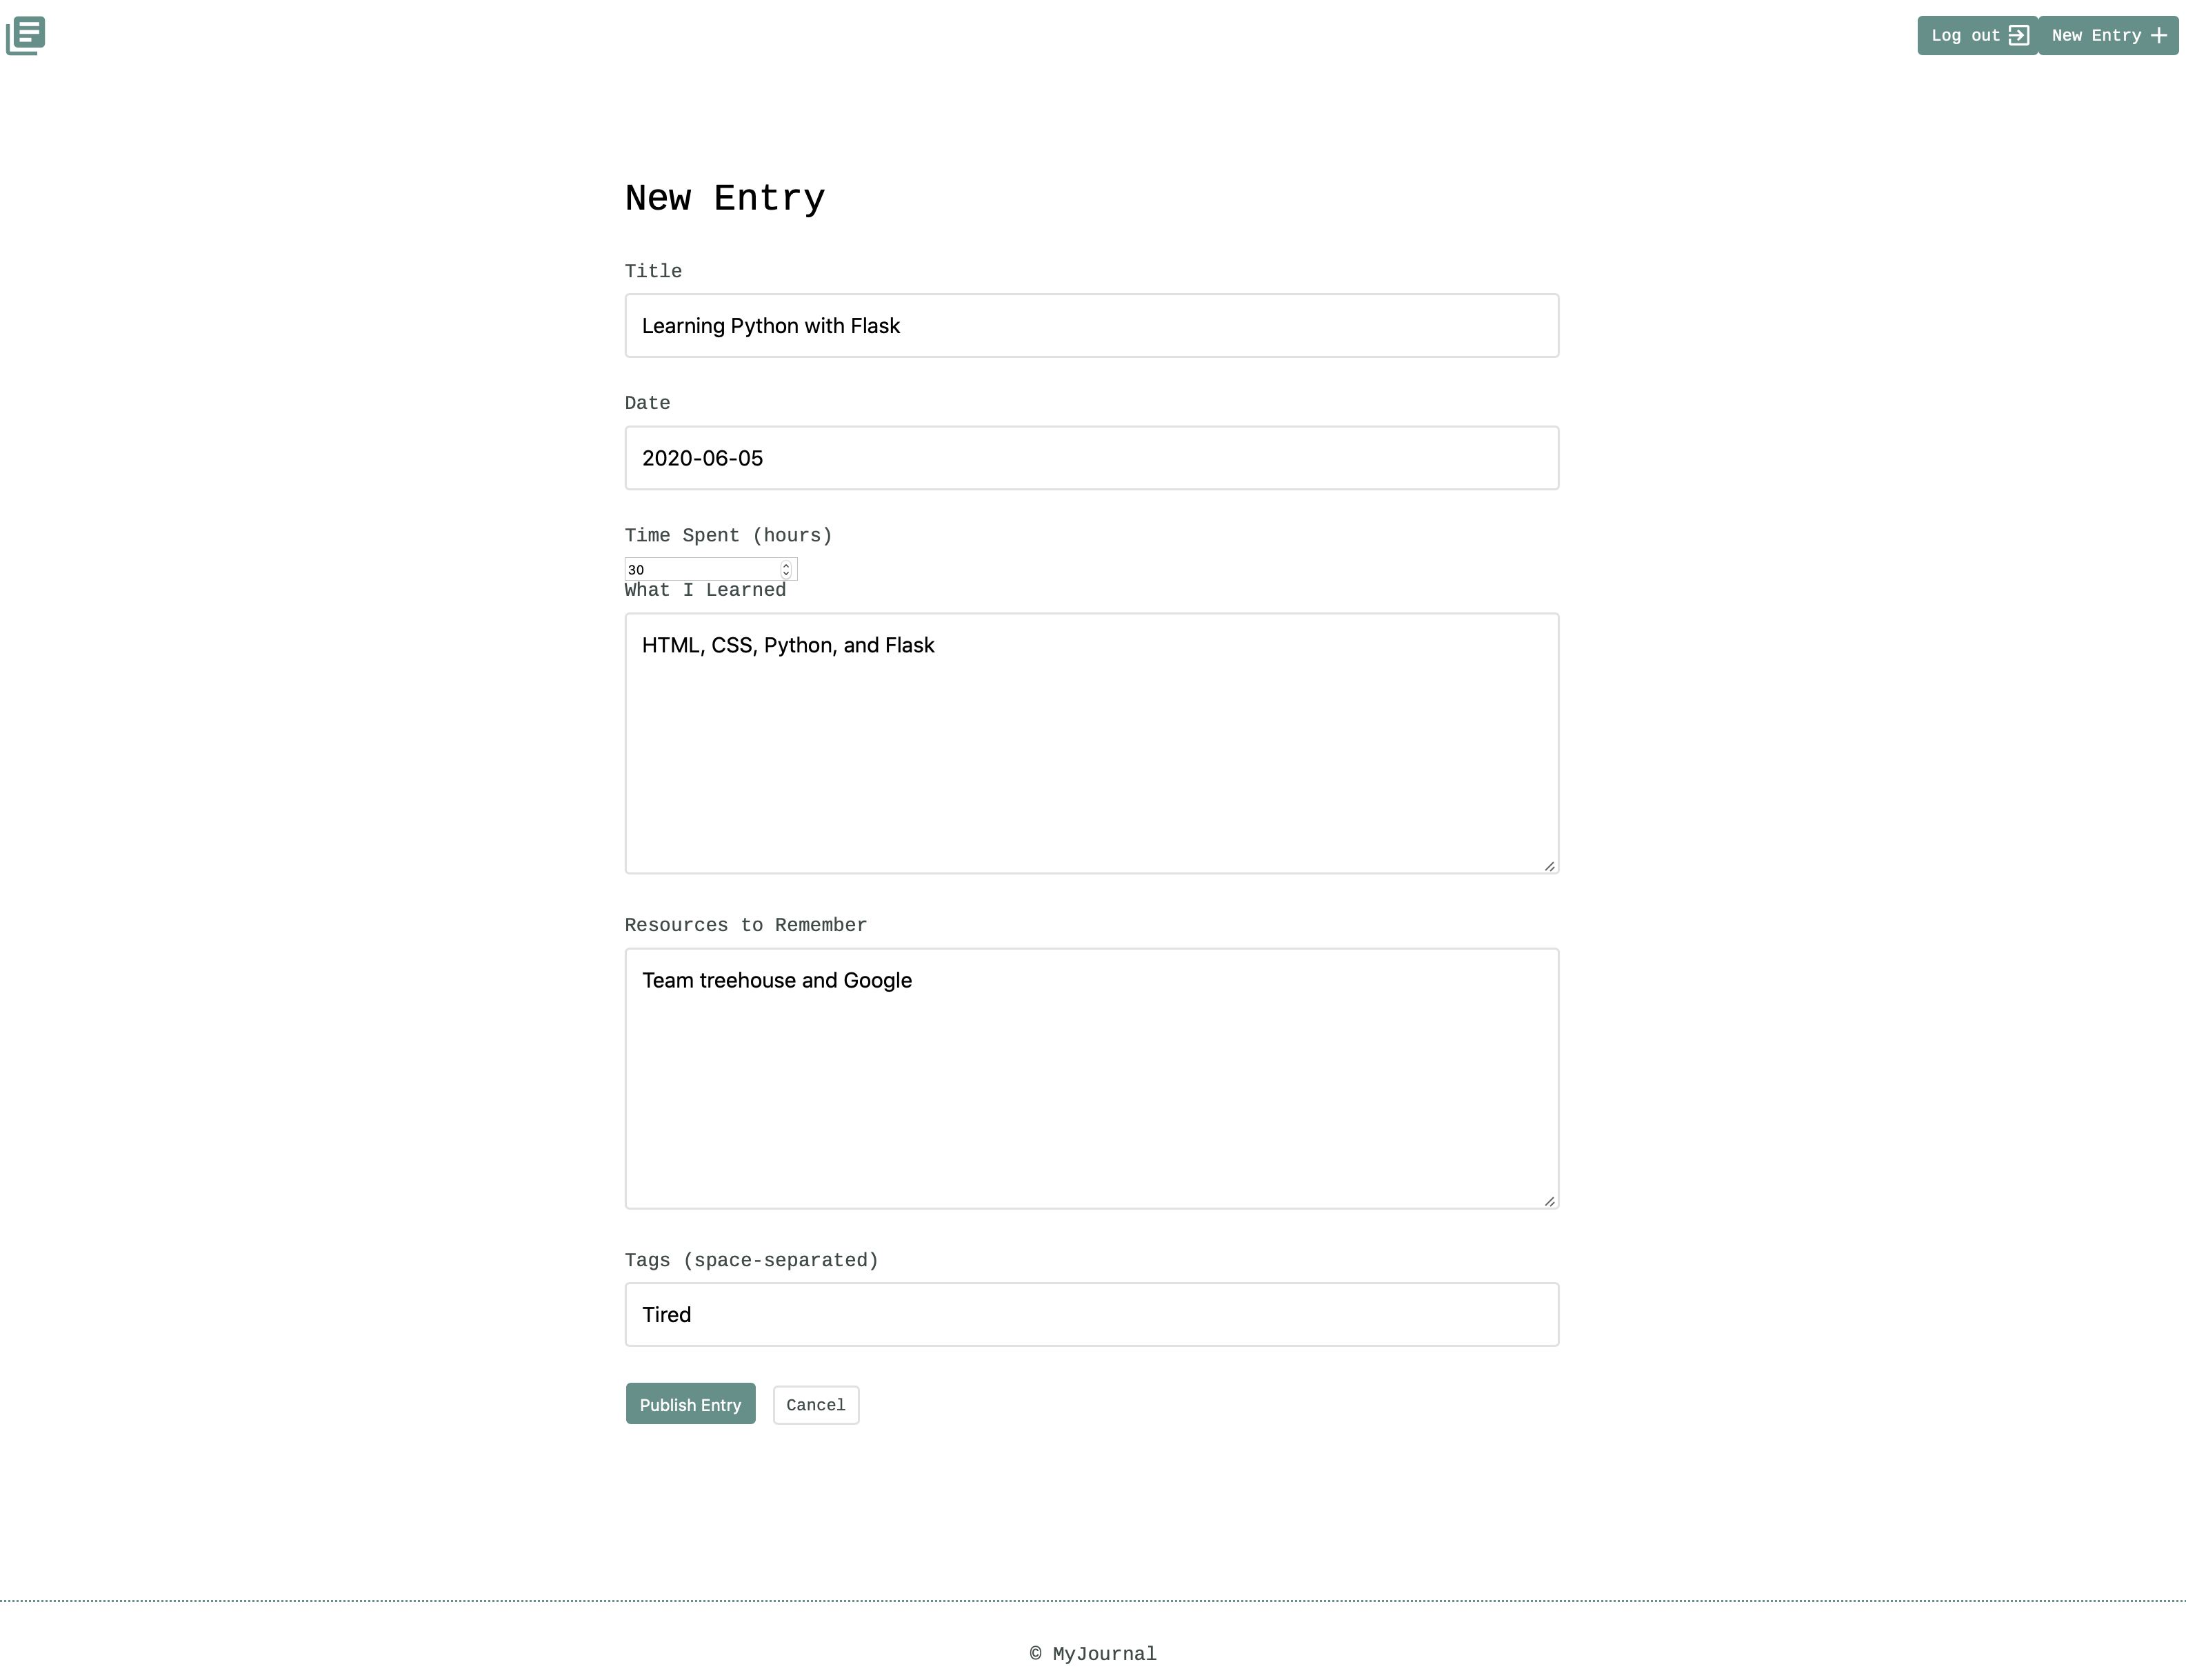 Log out
New Entry
New Entry
Title
Learning Python with Flask
Date
2020-06-05
Time Spent (hours)
30
What I Learned
HTML, CSS, Python, and Flask
Resources to Remember
Team treehouse and Google
Tags (space-separated)
Tired
Publish Entry
Cancel
© MyJournal